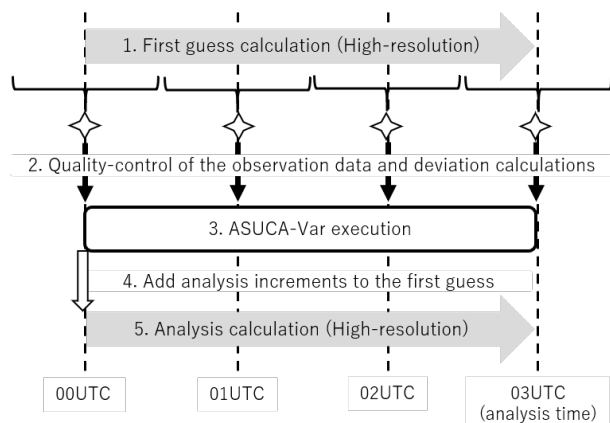 1. First guess calculation (High-resolution)
2. Quality-control of the observation data and deviation calculations
3. ASUCA-Var execution
4. Add analysis increments to the first guess
5. Analysis calculation (High-resolution)
00UTC
01UTC
02UTC
03UTC
(analysis time)